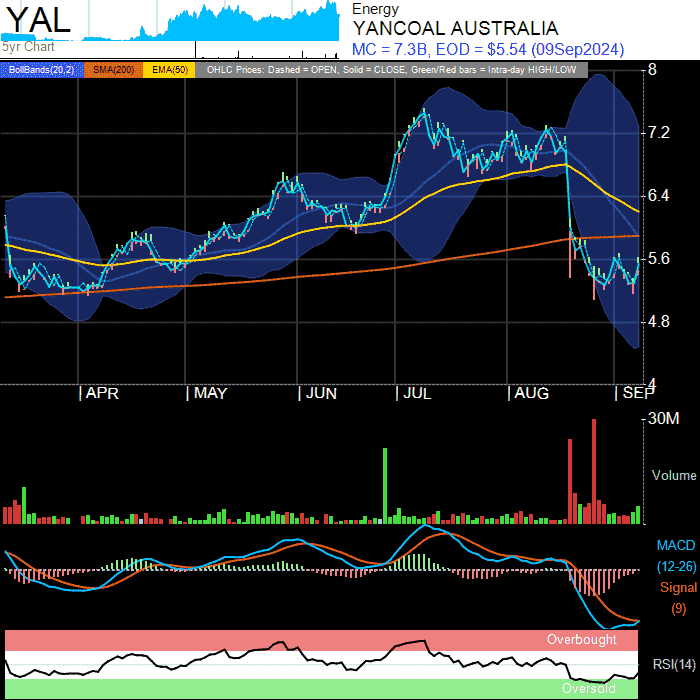 YAL
5yr Chart
Energy
YANCOAL AUSTRALIA
MC = 7.3B, EOD = $5.54 (09Sep2024)
BollBands(20,2) SMA(200) EMA(50) OHLC Prices: Dashed = OPEN, Solid = CLOSE, Green/Red bars = Intra-day HIGH/LOW
8
7.2
6.4
5.6
4.8
4
| APR | MAY | JUN | JUL | AUG | SEP
30M
Volume
MACD
(12-26)
Signal
(9)
Overbought
RSI(14)
Oversold